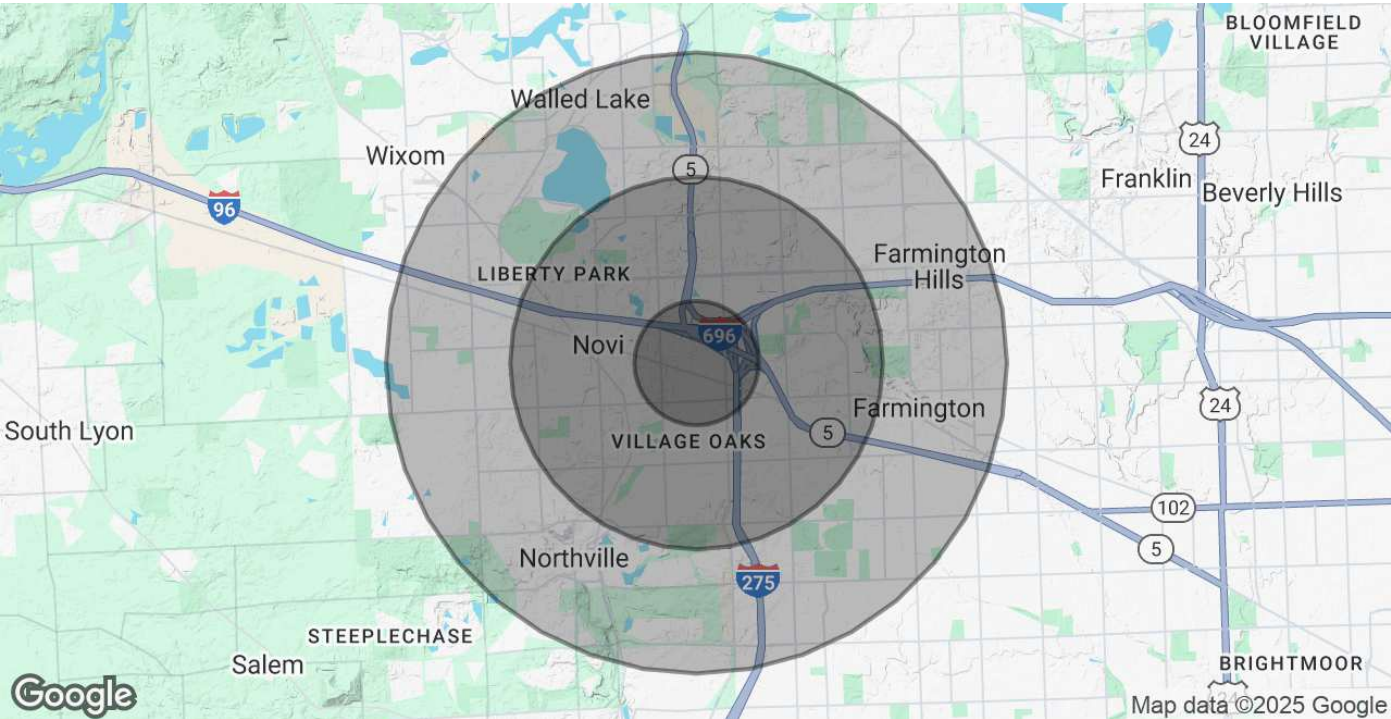 BLOOMFIELD
VILLAGE
Walled Lake
24
Wixom
5
Franklin
Beverly Hills
96
Farmington
Hills
LIBERTY PARK
696
Novi
24
Farmington
South Lyon
5
VILLAGE OAKS
102
5
Northville
275
STEEPLECHASE
Salem
BRIGHTMOOR
24
Google
Map data ©2025 Google